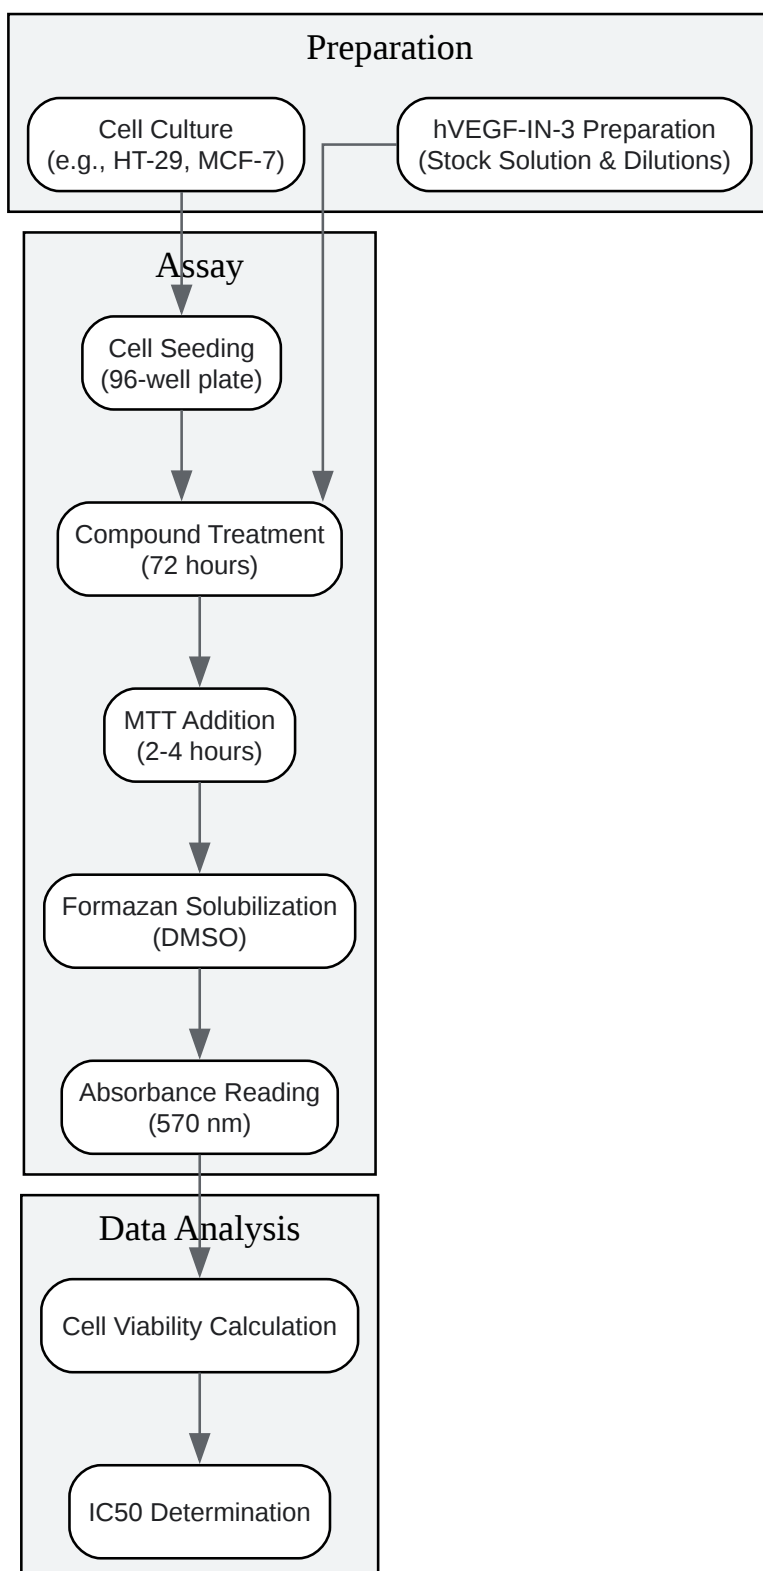 Preparation
Cell Culture
(e.g., HT-29, MCF-7)
hVEGF-IN-3 Preparation
(Stock Solution & Dilutions)
Assay
Cell Seeding
(96-well plate)
Compound Treatment
(72 hours)
MTT Addition
(2-4 hours)
Formazan Solubilization
(DMSO)
Absorbance Reading
(570 nm)
Data Analysis
Cell Viability Calculation
IC50 Determination